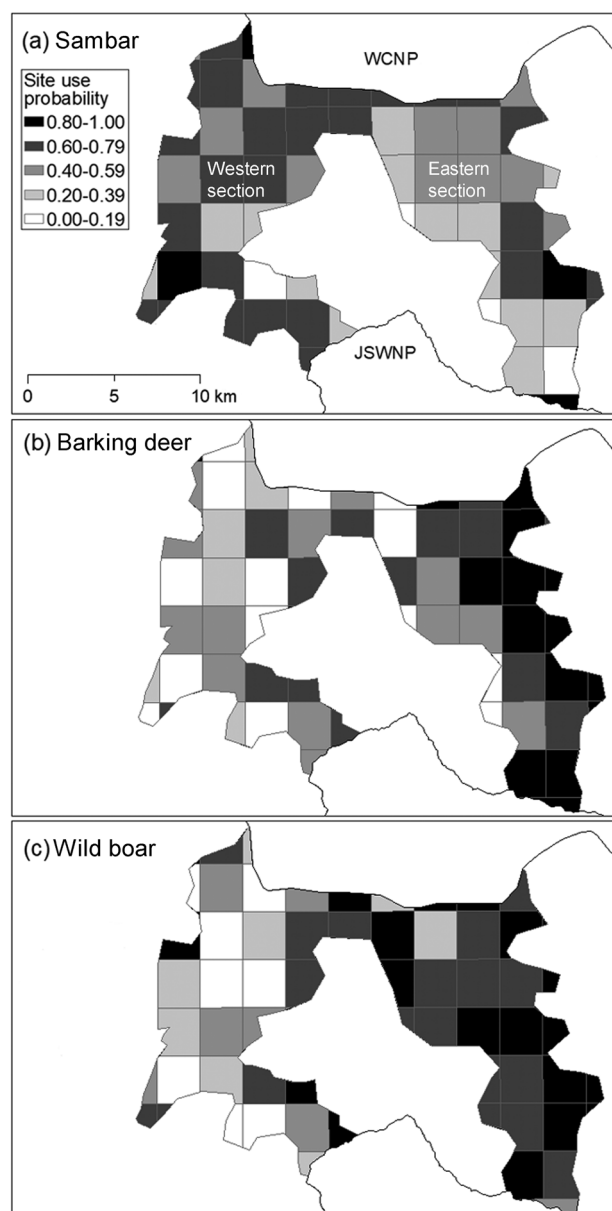 (a) Sambar
WCNP
Site use
probability
0.80-1.00
0.60-0.79
0.40-0.59
0.20-0.39
0.00-0.19
Western
section
Eastern
section
JSWNP
0 5 10 km
(b) Barking deer
(c) Wild boar